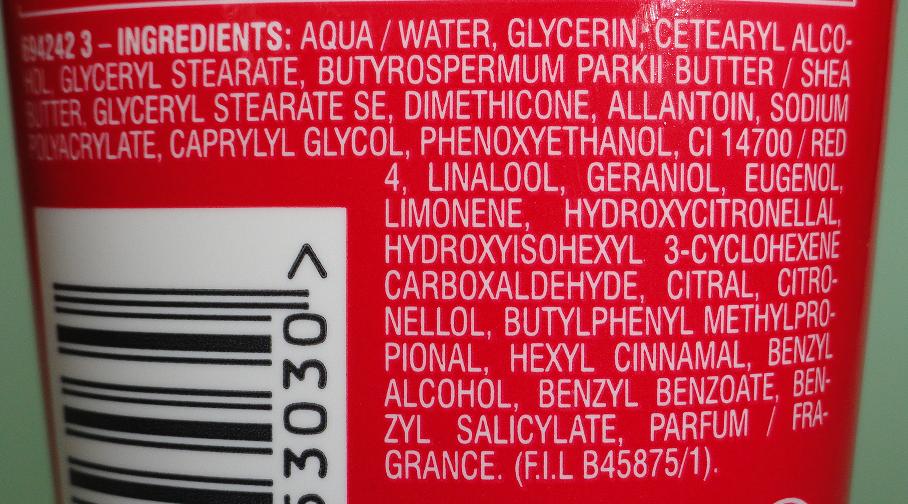 694242 3 – INGREDIENTS: AQUA / WATER, GLYCERIN, CETEARYL ALCO-
HOL, GLYCERYL STEARATE, BUTYROSPERMUM PARKII BUTTER / SHEA
BUTTER, GLYCERYL STEARATE SE, DIMETHICONE, ALLANTOIN, SODIUM
POLYACRYLATE, CAPRYLYL GLYCOL, PHENOXYETHANOL, CI 14700 / RED
4, LINALOOL, GERANIOL, EUGENOL,
LIMONENE, HYDROXYCITRONELLAL,
HYDROXYISOHEXYL 3-CYCLOHEXENE
CARBOXALDEHYDE, CITRAL, CITRO-
NELLOL, BUTYLPHENYL METHYLPRO-
PIONAL, HEXYL CINNAMAL, BENZYL
ALCOHOL, BENZYL BENZOATE, BEN-
ZYL SALICYLATE, PARFUM / FRA-
GRANCE. (F.I.L B45875/1).
53030 >